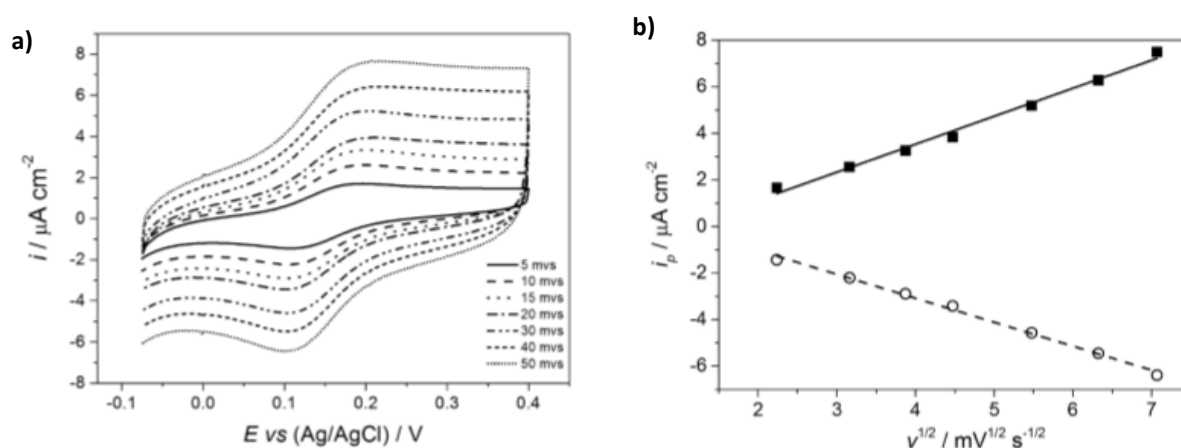 a)
8
6
4
2
0
-2
-4
-6
-8
i / µA cm-2
-0.1
0.0
0.1
0.2
0.3
0.4
E vs (Ag/AgCl) / V
5 mvs
10 mvs
15 mvs
20 mvs
30 mvs
40 mvs
50 mvs
b)
8
6
4
2
0
-2
-4
-6
ip / µA cm-2
2
3
4
5
6
7
v1/2 / mV1/2 s-1/2